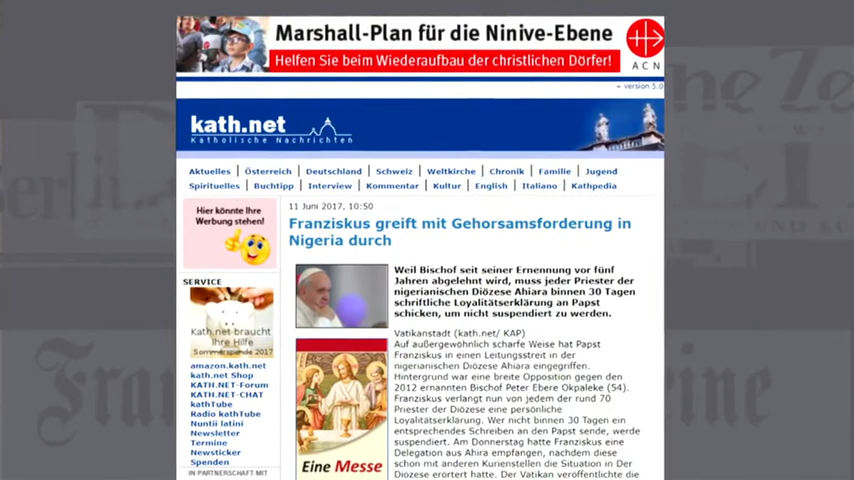 Marshall-Plan für die Ninive-Ebene
Helfen Sie beim Wiederaufbau der christlichen Dörfer!
ACN
version 5.0
kath.net
Katholische Nachrichten
Aktuelles | Österreich | Deutschland | Schweiz | Weltkirche | Chronik | Familie | Jugend
Spirituelles | Buchtipp | Interview | Kommentar | Kultur | English | Italiano | Kathpedia
Hier könnte Ihre
Werbung stehen!
SERVICE
Kath.net braucht
Ihre Hilfe
Sommerspende 2017
amazon.kath.net
kath.net Shop
KATH.NET-Forum
KATH.NET-CHAT
kathTube
Radio kathTube
Nuntii latini
Newsletter
Termine
Newsticker
Spenden
IN PARTNERSCHAFT MIT
11 Juni 2017, 10:50
Franziskus greift mit Gehorsamsforderung in
Nigeria durch
Weil Bischof seit seiner Ernennung vor fünf
Jahren abgelehnt wird, muss jeder Priester der
nigerianischen Diözese Ahiara binnen 30 Tagen
schriftliche Loyalitätserklärung an Papst
schicken, um nicht suspendiert zu werden.
Vatikanstadt (kath.net/ KAP)
Auf außergewöhnlich scharfe Weise hat Papst
Franziskus in einen Leitungsstreit in der
nigerianischen Diözese Ahiara eingegriffen.
Hintergrund war eine breite Opposition gegen den
2012 ernannten Bischof Peter Ebere Okpaleke (54).
Franziskus verlangt nun von jedem der rund 70
Priester der Diözese eine persönliche
Loyalitätserklärung. Wer nicht binnen 30 Tagen ein
entsprechendes Schreiben an den Papst sende, werde
suspendiert. Am Donnerstag hatte Franziskus eine
Delegation aus Ahira empfangen, nachdem diese
schon mit anderen Kurienstellen die Situation in Der
Diözese erörtert hatte. Der Vatikan veröffentlichte die
Eine Messe